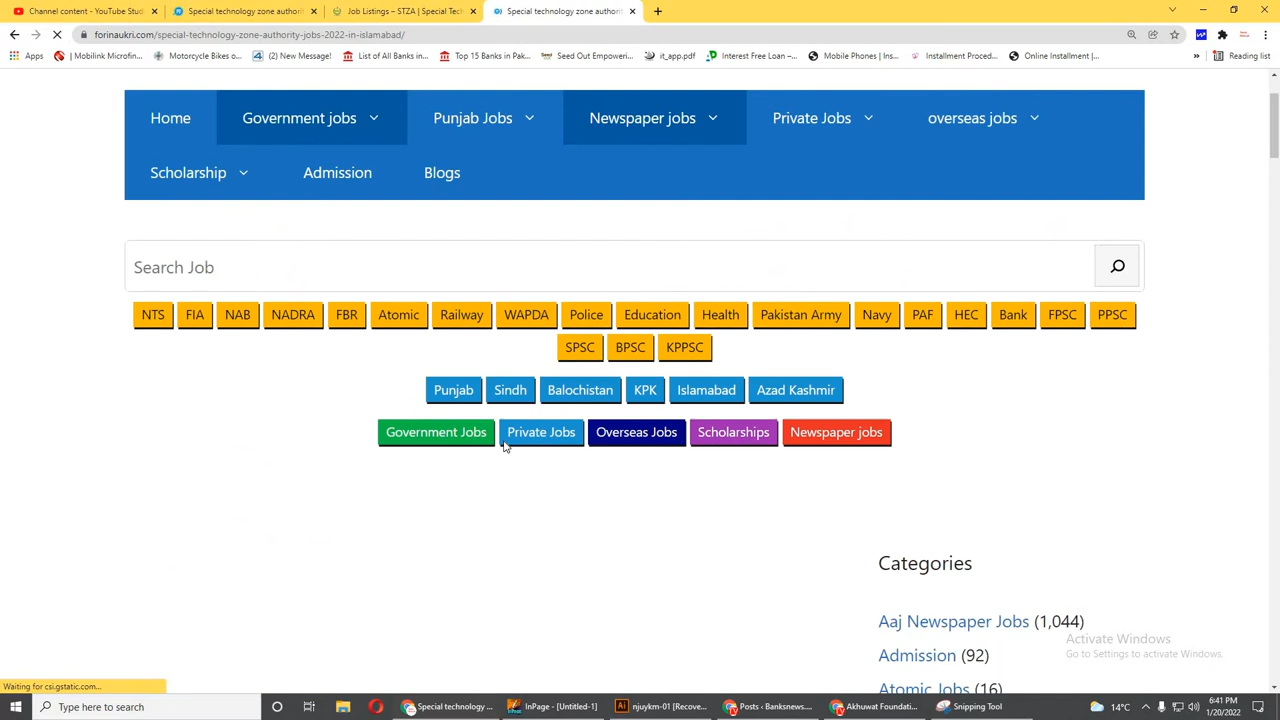 Channel content - YouTube Stud
Special technology zone authorit
Job Listings – STZA | Special Tech
Special technology zone authorit
forinaukri.com/special-technology-zone-authority-jobs-2022-in-islamabad/
Apps
| Mobilink Microfin...
Motorcycle Bikes o...
(4) New Message!
List of All Banks in...
Top 15 Banks in Pak...
Seed Out Empoweri...
it_app.pdf
Interest Free Loan –...
Mobile Phones | Ins...
Installment Proced...
Online Installment |...
»
Reading list
Home
Government jobs
Punjab Jobs
Newspaper jobs
Private Jobs
overseas jobs
Scholarship
Admission
Blogs
Search Job
NTS FIA NAB NADRA FBR Atomic Railway WAPDA Police Education Health Pakistan Army Navy PAF HEC Bank FPSC PPSC
SPSC BPSC KPPSC
Punjab Sindh Balochistan KPK Islamabad Azad Kashmir
Government Jobs Private Jobs Overseas Jobs Scholarships Newspaper jobs
Categories
Aaj Newspaper Jobs (1,044)
Admission (92)
Atomic Jobs (16)
Activate Windows
Go to Settings to activate Windows.
Waiting for csi.gstatic.com...
Type here to search
Special technology ...
InPage - [Untitled-1]
njuykm-01 [Recove...
Posts ‹ Banksnews....
Akhuwat Foundati...
Snipping Tool
14°C
6:41 PM
1/20/2022